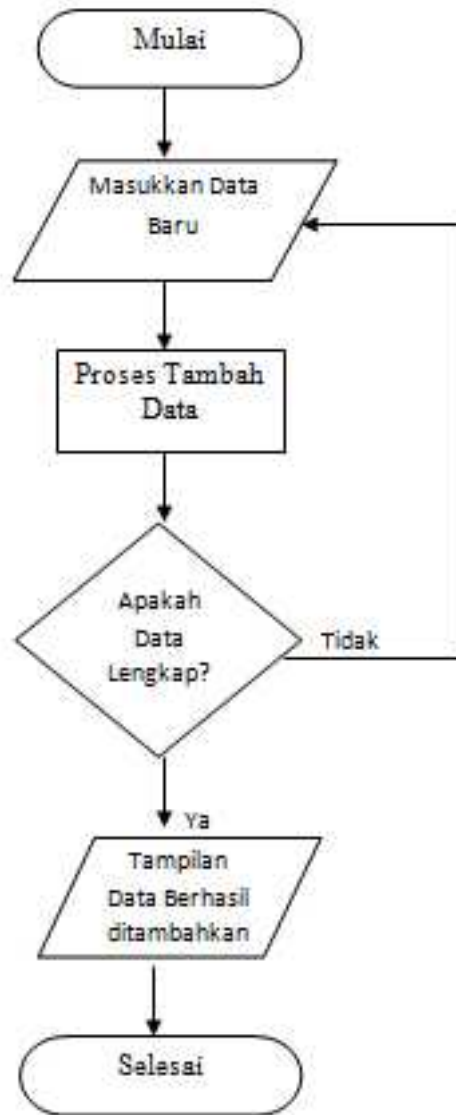 Mulai
Masukkan Data
Baru
Proses Tambah
Data
Apakah
Data
Lengkap?
Tidak
Ya
Tampilan
Data Berhasil
ditambahkan
Selesai